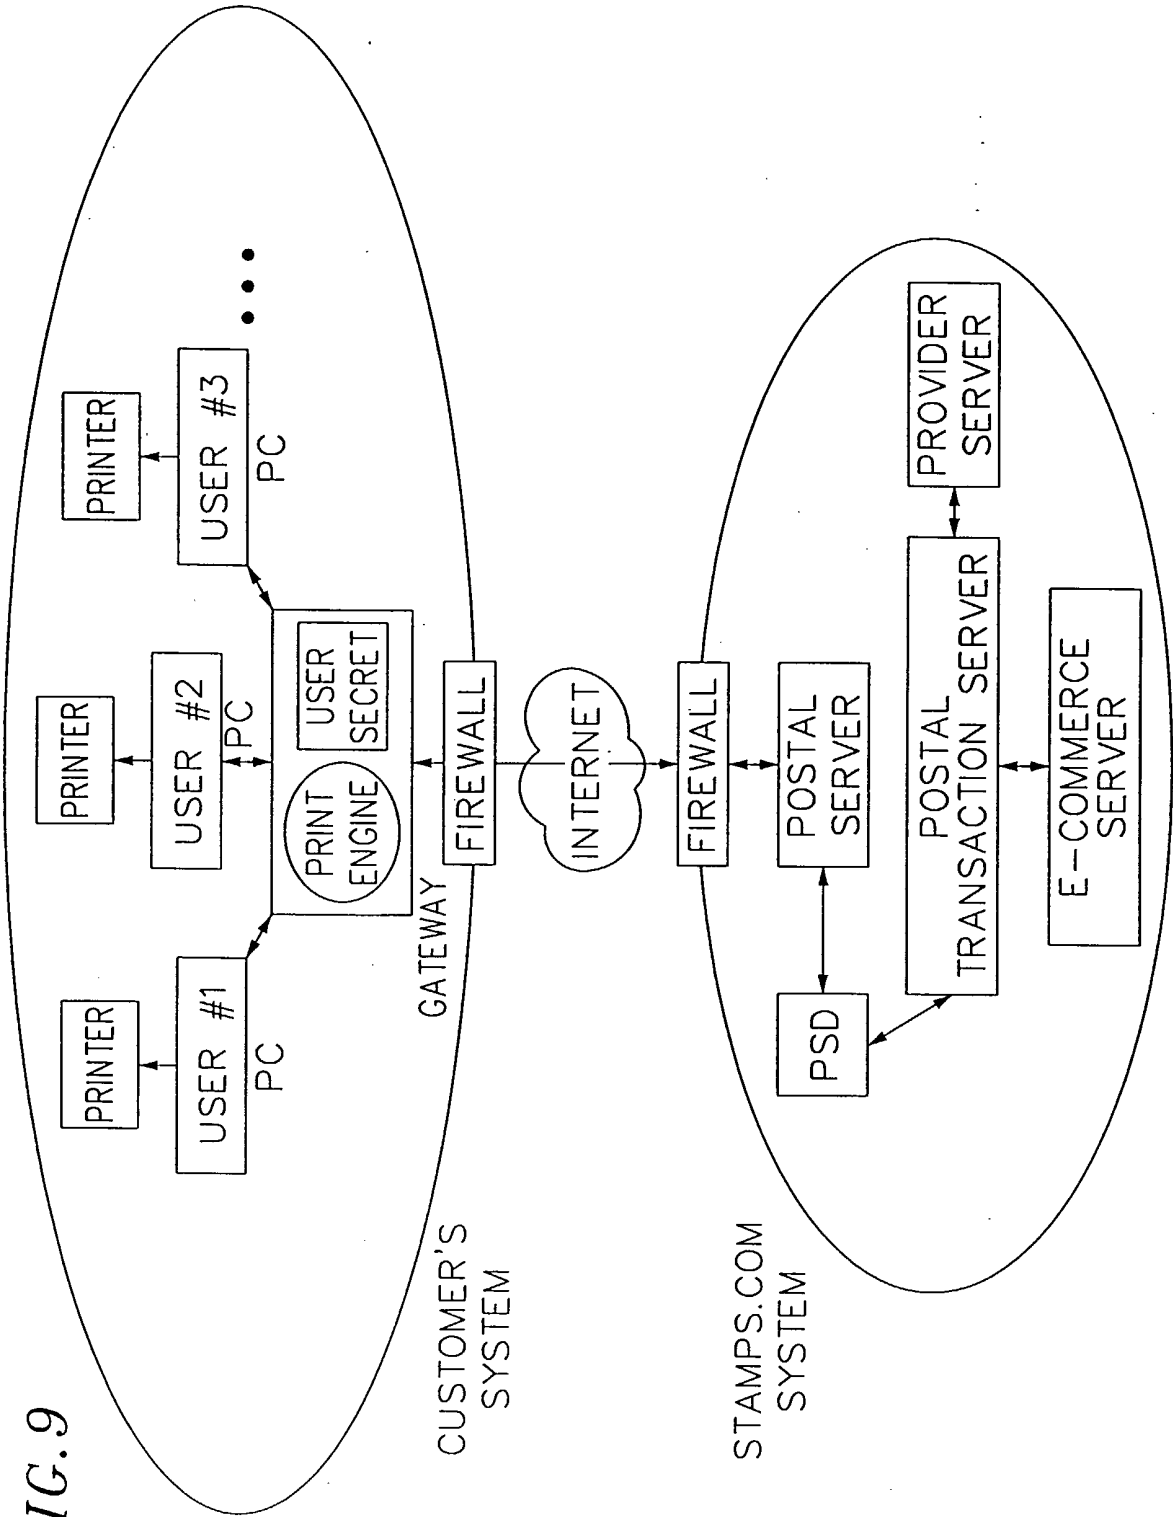 IG.9
PRINTER
PRINTER
PRINTER
USER #1
PC
USER #2
PC
USER #3
PC
PRINT
ENGINE
USER
SECRET
GATEWAY
FIREWALL
CUSTOMER'S
SYSTEM
INTERNET
STAMPS.COM
SYSTEM
FIREWALL
PSD
POSTAL
SERVER
POSTAL
TRANSACTION SERVER
PROVIDER
SERVER
E-COMMERCE
SERVER